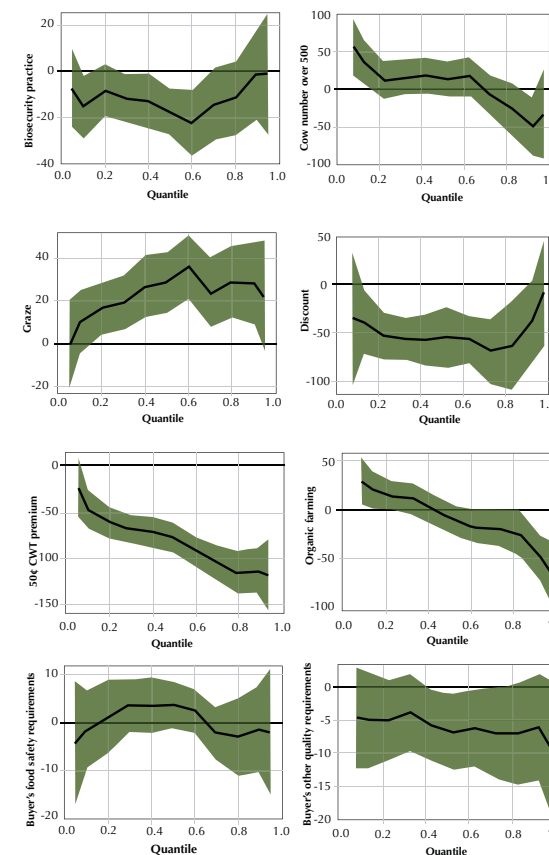 Biosecurity practice
20
0
-20
-40
0.0 0.2 0.4 0.6 0.8 1.0
Quantile
Cow number over 500
100
50
0
-50
-100
0.0 0.2 0.4 0.6 0.8
Quantile
Graze
40
20
0
-20
0.0 0.2 0.4 0.6 0.8 1.0
Quantile
Discount
50
0
-50
-100
0.0 0.2 0.4 0.6 0.8 1.
Quantile
50¢ CWT premium
0
-50
-100
-150
0.0 0.2 0.4 0.6 0.8 1.0
Quantile
Organic farming
50
0
-50
-100
0.0 0.2 0.4 0.6 0.8
Quantile
Buyer's food safety requirements
10
0
-10
-20
0.0 0.2 0.4 0.6 0.8 1.0
Quantile
Buyer's other quality requirements
0
-5
-10
-15
-20
0.0 0.2 0.4 0.6 0.8
Quantile